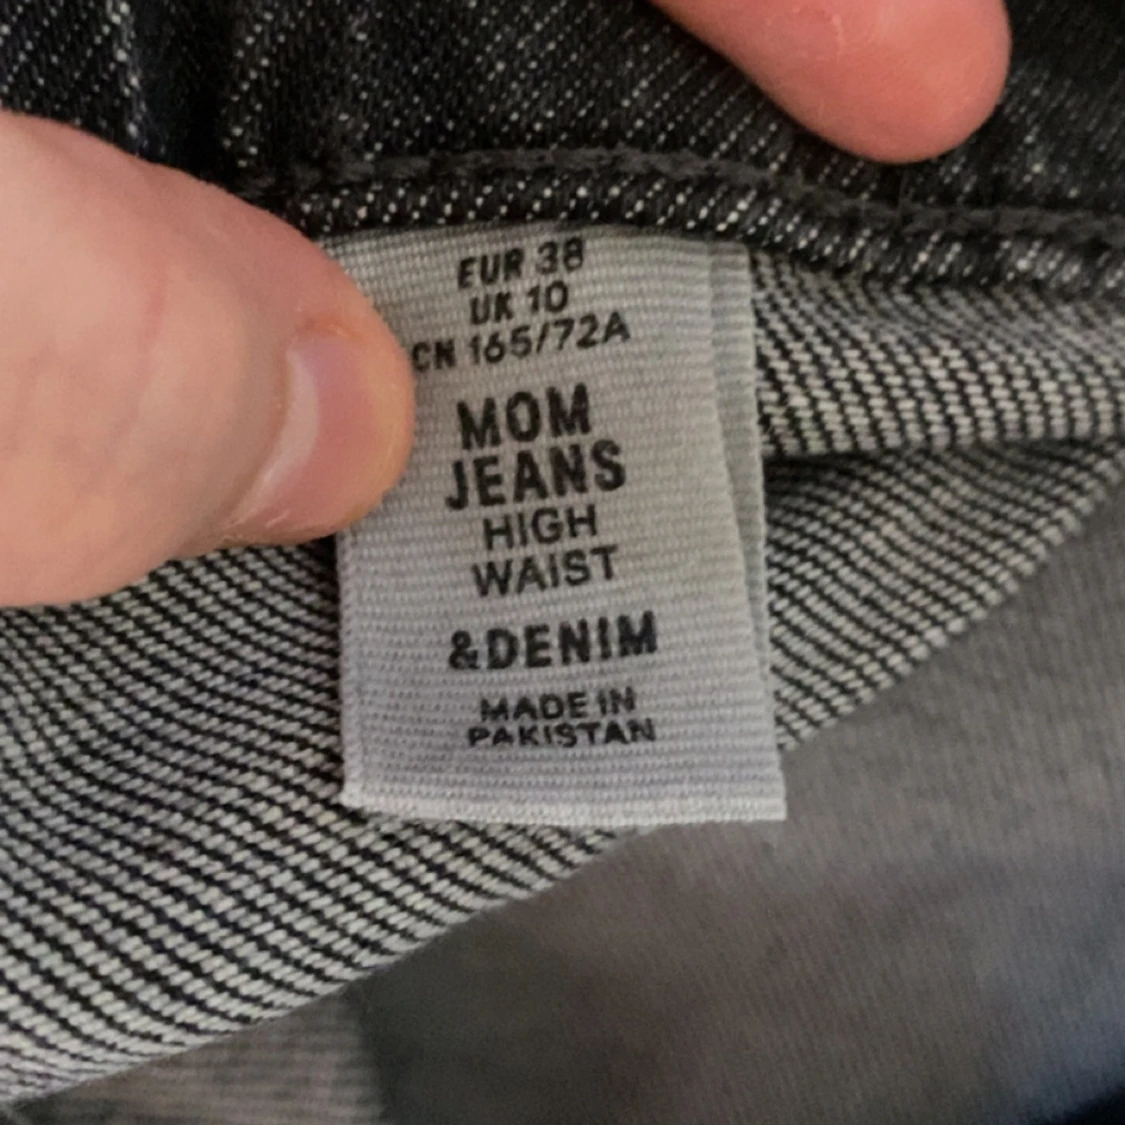 EUR 38
UK 10
CN 165/72A
MOM
JEANS
HIGH
WAIST
&DENIM
MADE IN
PAKISTAN